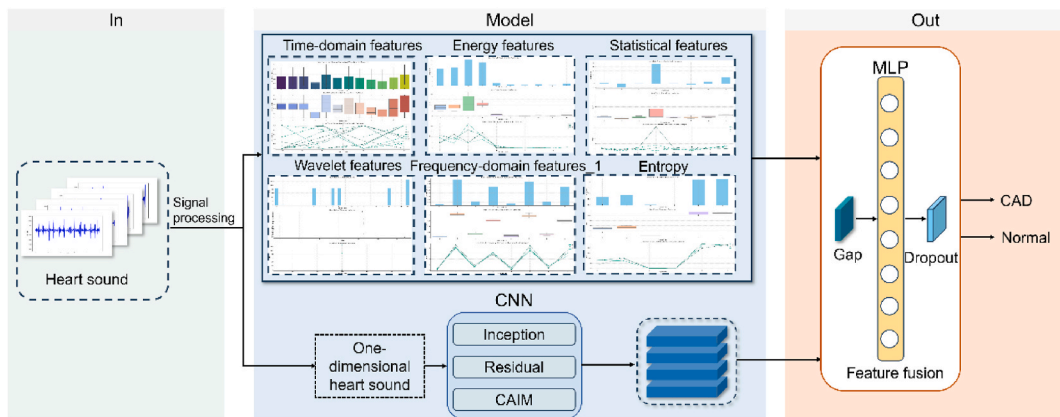 In
Model
Out
Time-domain features
Energy features
Statistical features
MLP
Wavelet features
Frequency-domain features 1
Entropy
Signal
processing
Heart sound
CAD
Normal
Gap
Dropout
CNN
One-
dimensional
heart sound
Inception
Residual
CAIM
Feature fusion